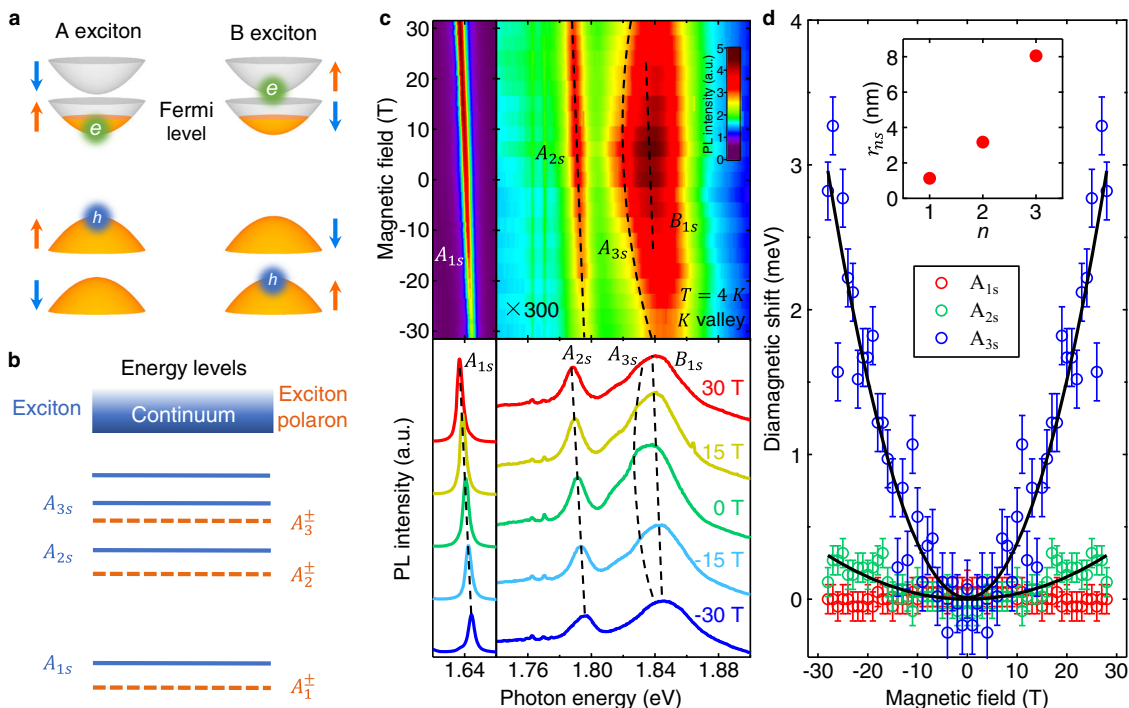 a
A exciton
B exciton
e
Fermi
level
e
h
h
b
Energy levels
Exciton
Continuum
Exciton
polaron
A3s
A3±
A2s
A2±
A1s
A1±
c
Magnetic field (T)
30
20
10
0
-10
-20
-30
A1s
A2s
A3s
B1s
×300
T = 4 K
K valley
PL intensity (a.u.)
5
4
3
2
1
0
PL intensity (a.u.)
A1s
A2s
A3s
B1s
30 T
15 T
0 T
-15 T
-30 T
1.64
1.76
1.80
1.84
1.88
Photon energy (eV)
d
Diamagnetic shift (meV)
4
3
2
1
0
rns (nm)
8
6
4
2
0
1
2
3
n
A1s
A2s
A3s
-30
-20
-10
0
10
20
30
Magnetic field (T)